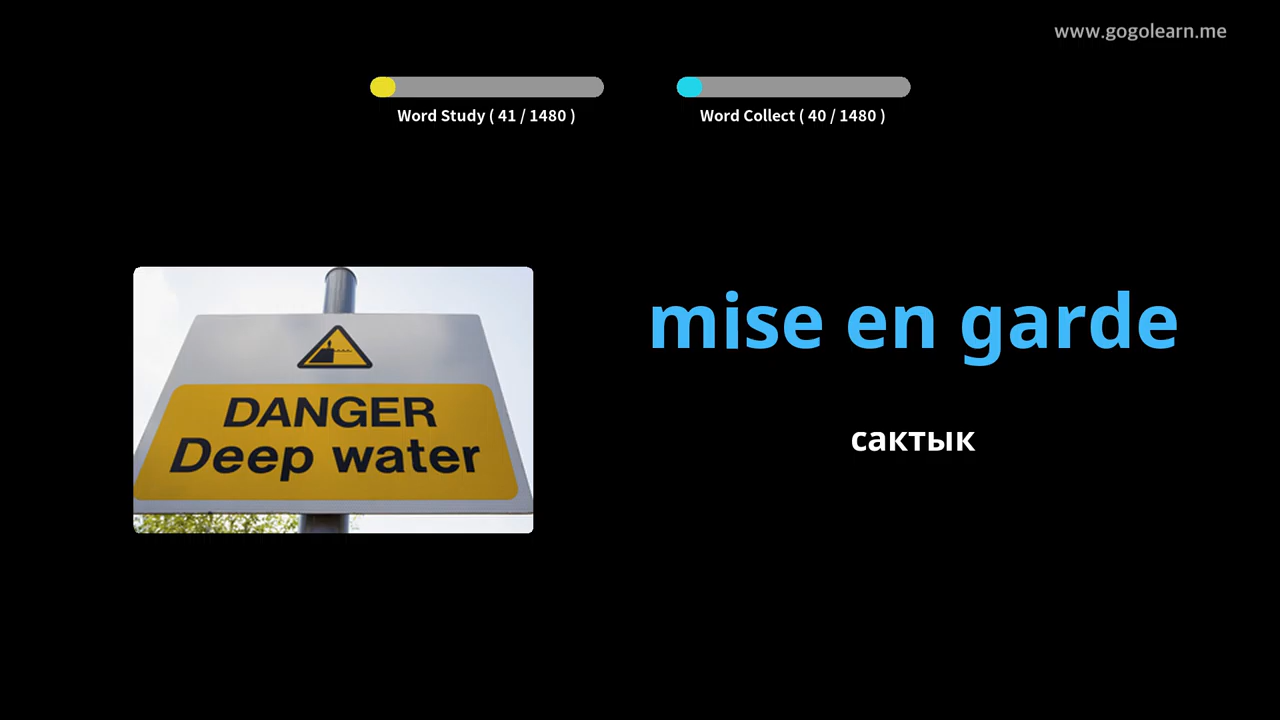 www.gogolearn.me
Word Study ( 41 / 1480 )
Word Collect ( 40 / 1480 )
DANGER
Deep water
mise en garde
сактык